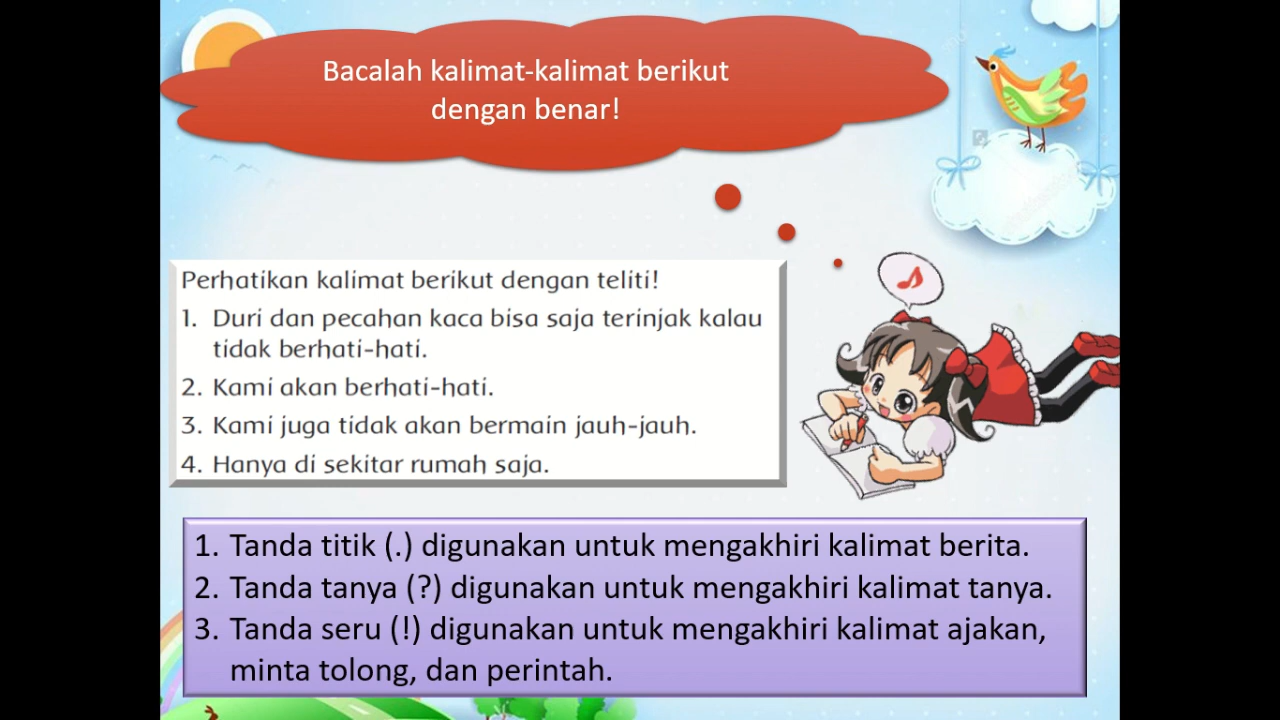 Bacalah kalimat-kalimat berikut
dengan benar!
Perhatikan kalimat berikut dengan teliti!
1. Duri dan pecahan kaca bisa saja terinjak kalau
tidak berhati-hati.
2. Kami akan berhati-hati.
3. Kami juga tidak akan bermain jauh-jauh.
4. Hanya di sekitar rumah saja.
1. Tanda titik (.) digunakan untuk mengakhiri kalimat berita.
2. Tanda tanya (?) digunakan untuk mengakhiri kalimat tanya.
3. Tanda seru (!) digunakan untuk mengakhiri kalimat ajakan,
minta tolong, dan perintah.